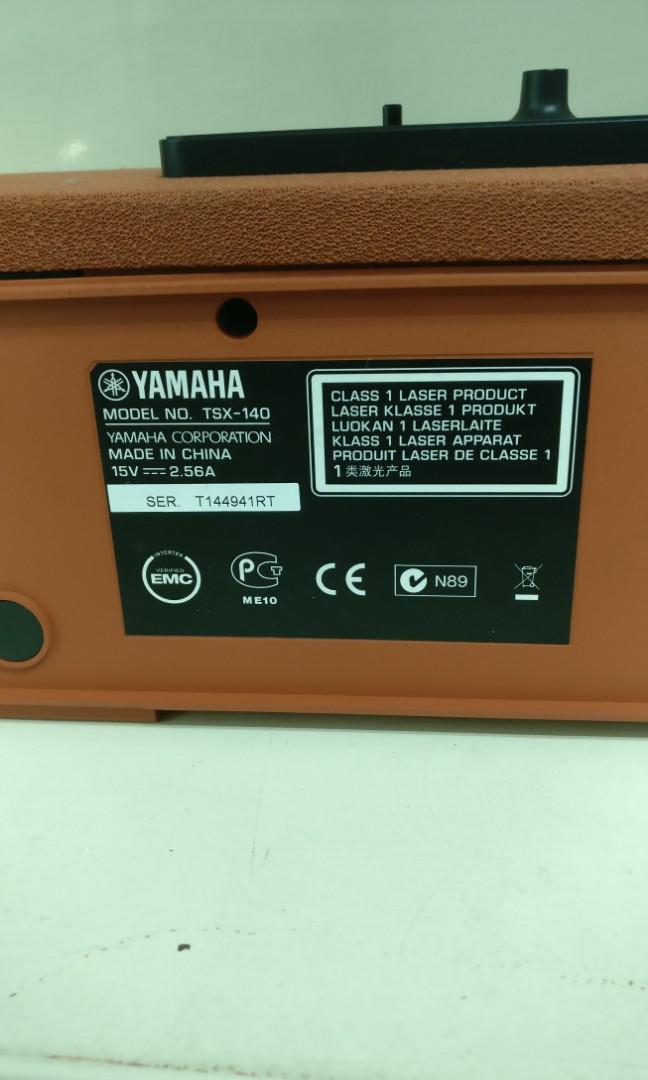 YAMAHA
MODEL NO. TSX-140
YAMAHA CORPORATION
MADE IN CHINA
15V ⎓ 2.56A
SER. T144941RT
CLASS 1 LASER PRODUCT
LASER KLASSE 1 PRODUKT
LUOKAN 1 LASERLAITE
KLASS 1 LASER APPARAT
PRODUIT LASER DE CLASSE 1
1类激光产品
INTERTEK
VERIFIED
EMC
PCT
ME10
CE
N89